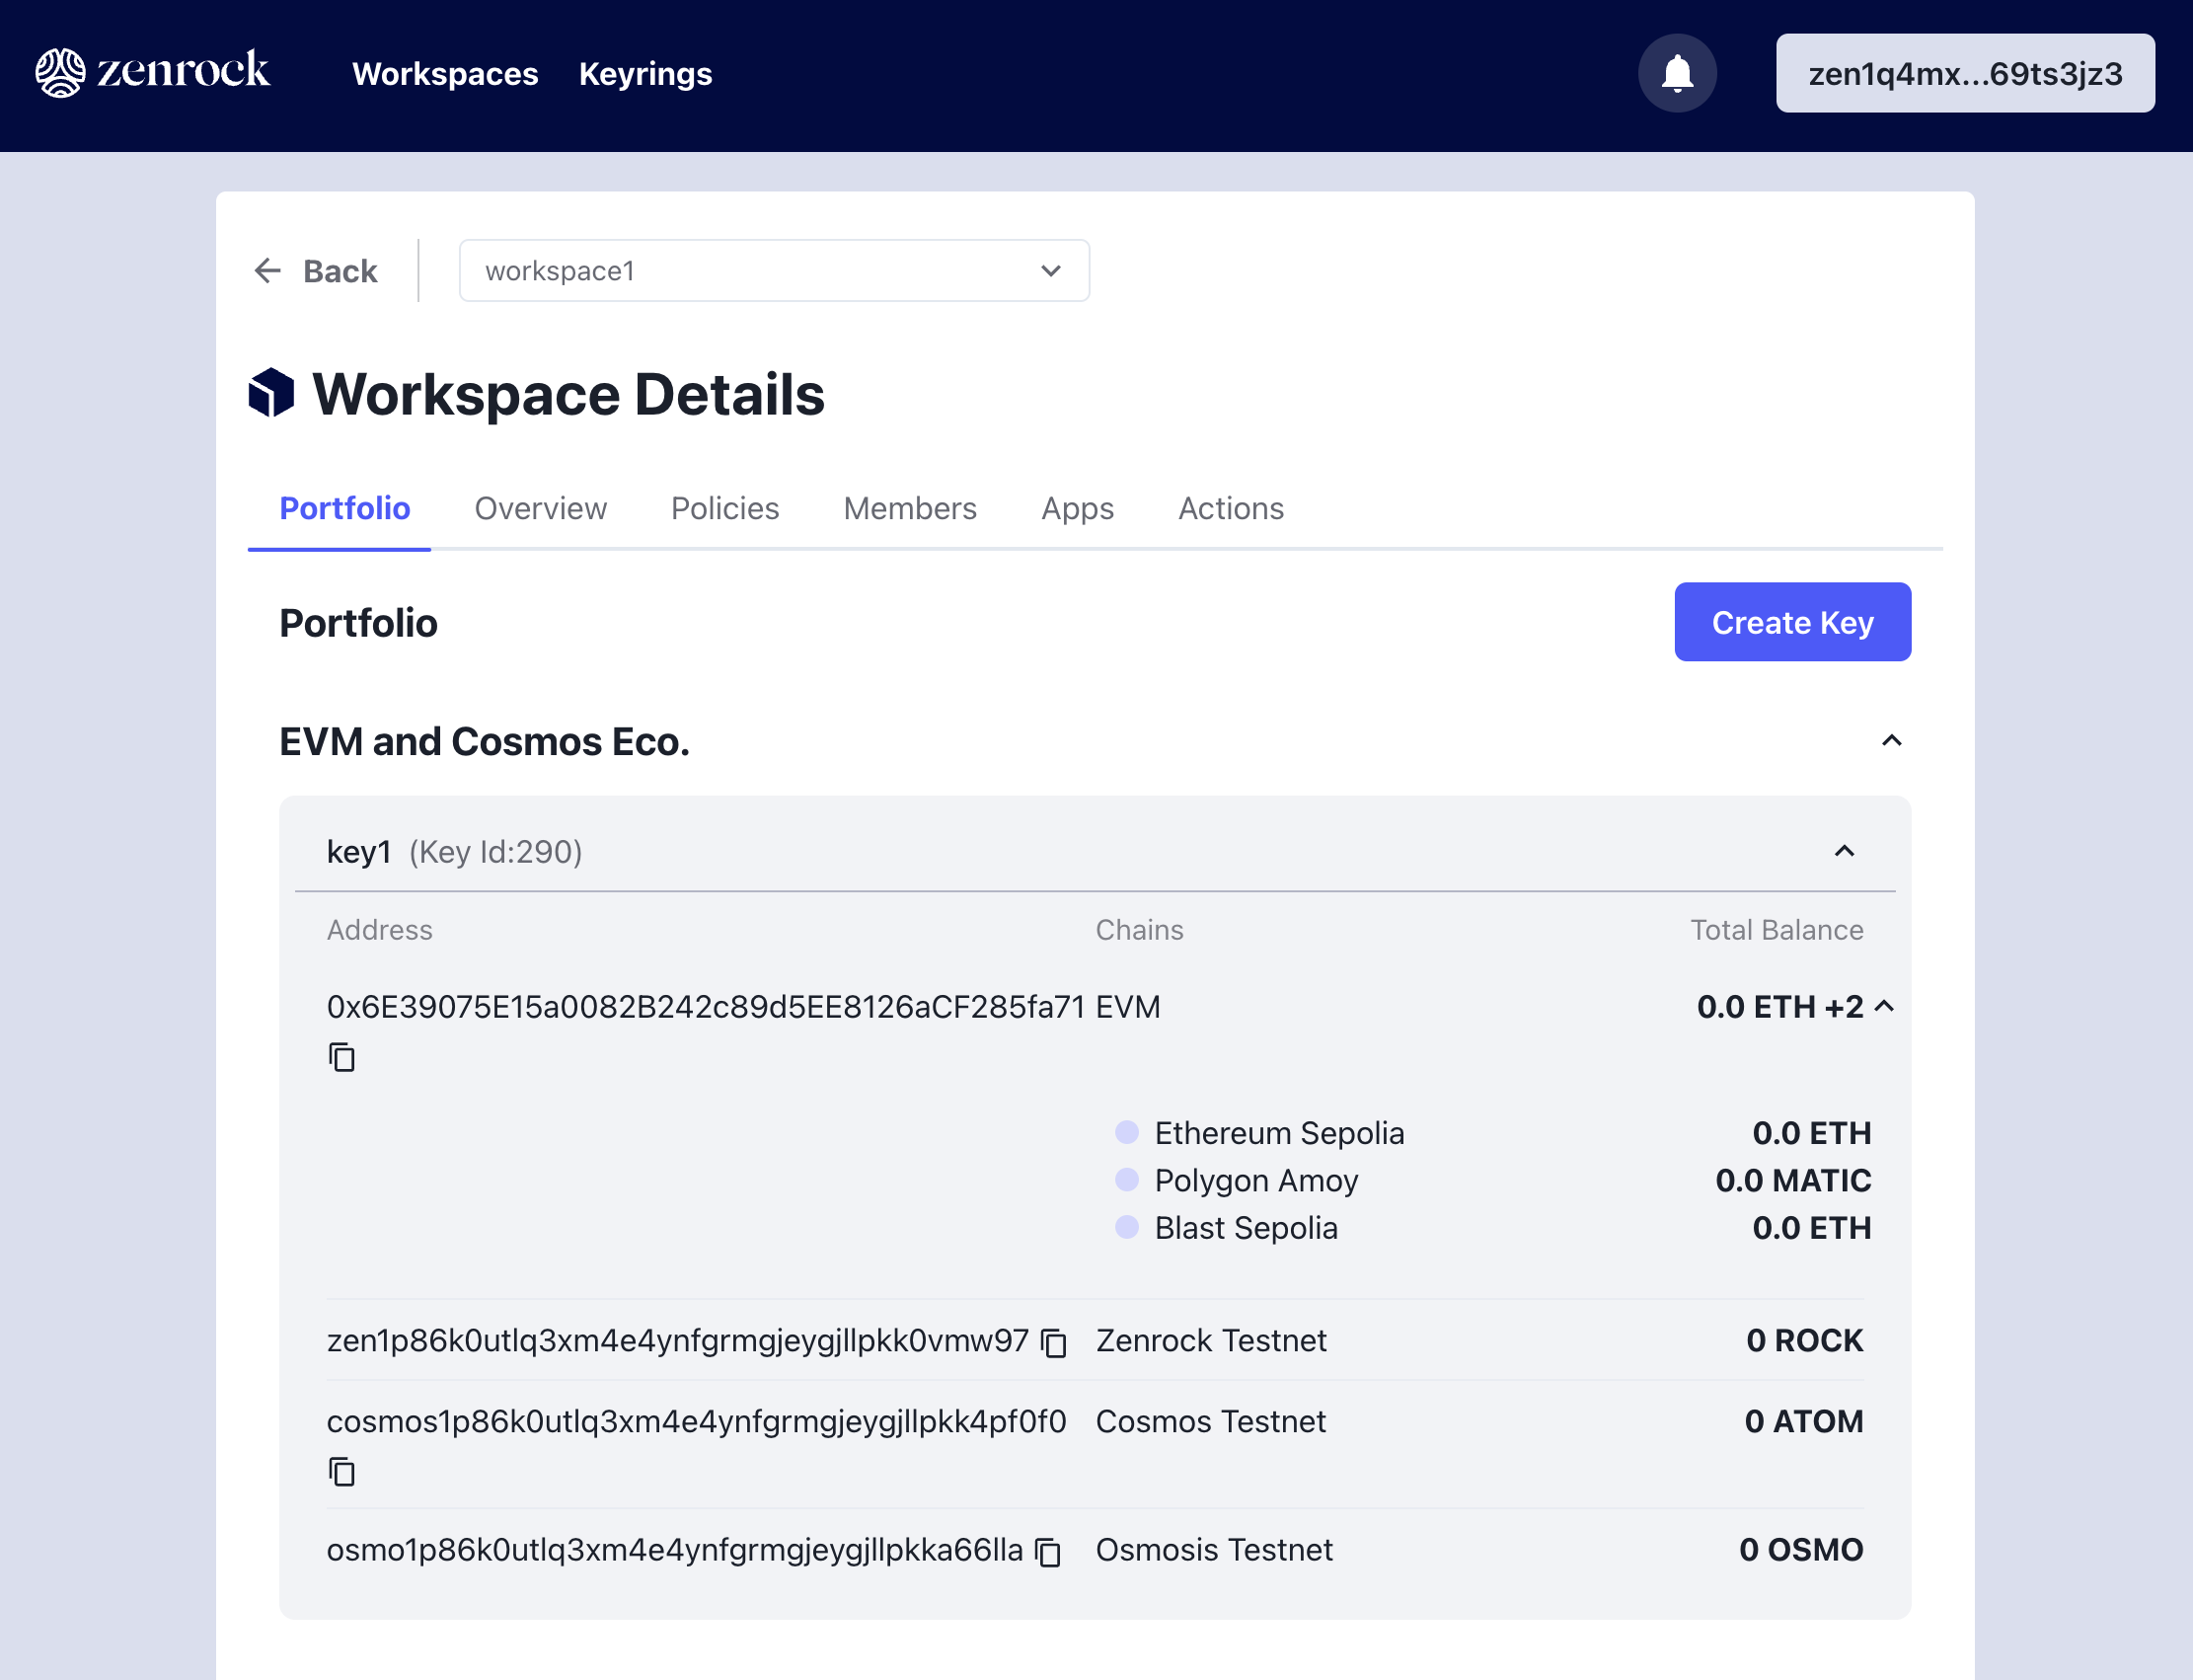 zenrock Workspaces Keyrings zen1q4mx...69ts3jz3
Back workspace1
Workspace Details
Portfolio Overview Policies Members Apps Actions
Portfolio Create Key
EVM and Cosmos Eco.
key1 (Key Id:290)
Address Chains Total Balance
0x6E39075E15a0082B242c89d5EE8126aCF285fa71 EVM 0.0 ETH +2
Ethereum Sepolia 0.0 ETH
Polygon Amoy 0.0 MATIC
Blast Sepolia 0.0 ETH
zen1p86k0utlq3xm4e4ynfgrmgjeygjllpkk0vmw97 Zenrock Testnet 0 ROCK
cosmos1p86k0utlq3xm4e4ynfgrmgjeygjllpkk4pf0f0 Cosmos Testnet 0 ATOM
osmo1p86k0utlq3xm4e4ynfgrmgjeygjllpkka66lla Osmosis Testnet 0 OSMO